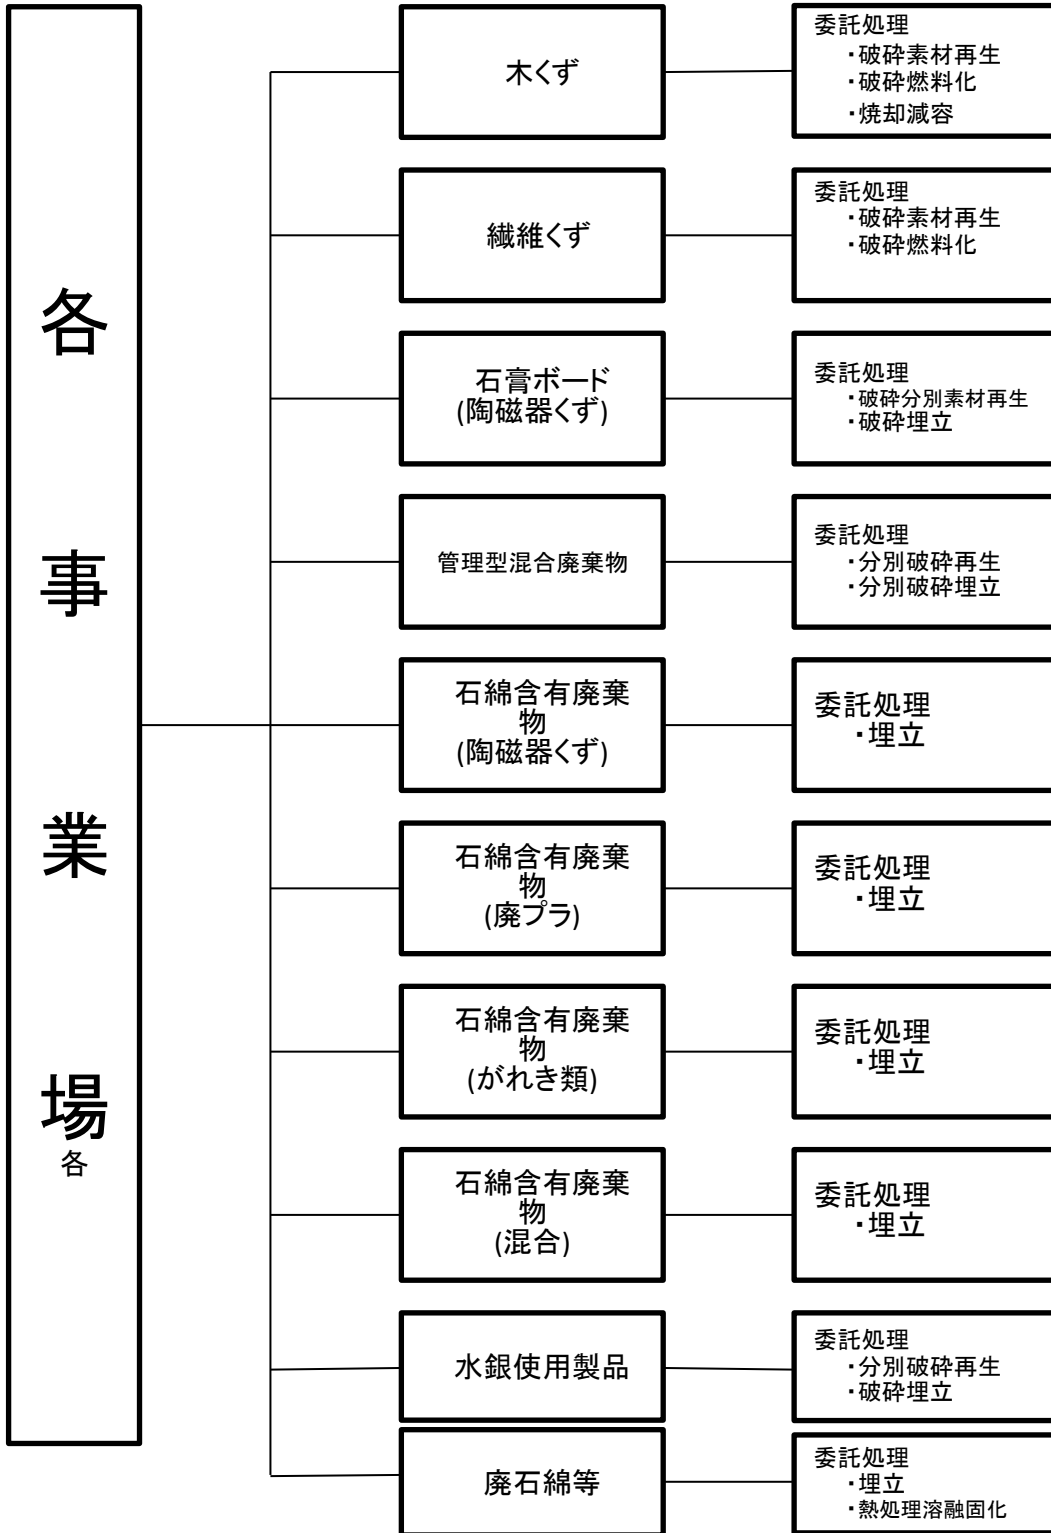 各
事
業
場
各
木くず
委託処理
・破砕素材再生
・破砕燃料化
・焼却減容
繊維くず
委託処理
・破砕素材再生
・破砕燃料化
石膏ボード
(陶磁器くず)
委託処理
・破砕分別素材再生
・破砕埋立
管理型混合廃棄物
委託処理
・分別破砕再生
・分別破砕埋立
石綿含有廃棄
物
(陶磁器くず)
委託処理
・埋立
石綿含有廃棄
物
(廃プラ)
委託処理
・埋立
石綿含有廃棄
物
(がれき類)
委託処理
・埋立
石綿含有廃棄
物
(混合)
委託処理
・埋立
水銀使用製品
委託処理
・分別破砕再生
・破砕埋立
廃石綿等
委託処理
・埋立
・熱処理溶融固化